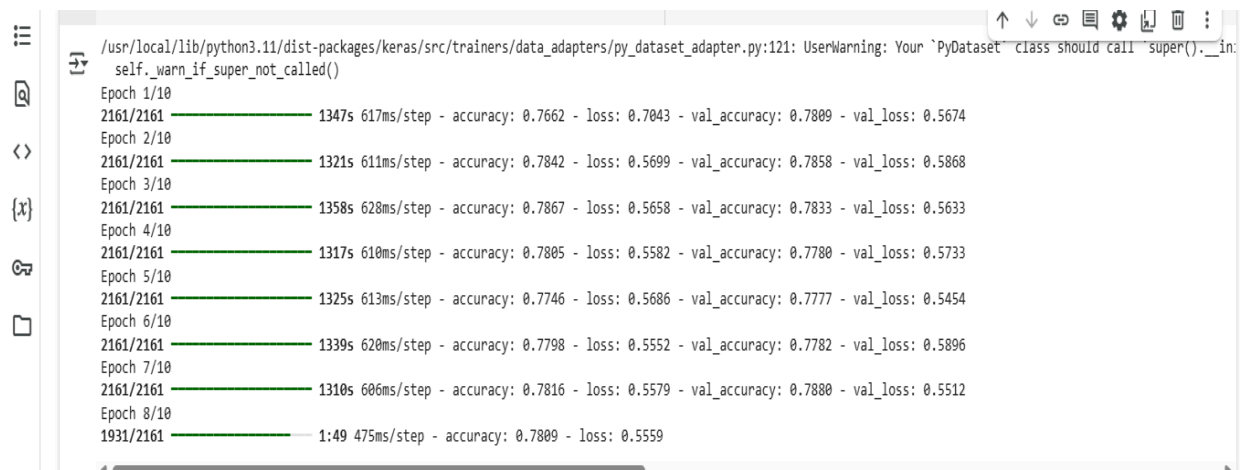 /usr/local/lib/python3.11/dist-packages/keras/src/trainers/data_adapters/py_dataset_adapter.py:121: UserWarning: Your `PyDataset` class should call `super().__in
self._warn_if_super_not_called()
Epoch 1/10
2161/2161 1347s 617ms/step - accuracy: 0.7662 - loss: 0.7043 - val_accuracy: 0.7809 - val_loss: 0.5674
Epoch 2/10
2161/2161 1321s 611ms/step - accuracy: 0.7842 - loss: 0.5699 - val_accuracy: 0.7858 - val_loss: 0.5868
Epoch 3/10
2161/2161 1358s 628ms/step - accuracy: 0.7867 - loss: 0.5658 - val_accuracy: 0.7833 - val_loss: 0.5633
Epoch 4/10
2161/2161 1317s 610ms/step - accuracy: 0.7805 - loss: 0.5582 - val_accuracy: 0.7780 - val_loss: 0.5733
Epoch 5/10
2161/2161 1325s 613ms/step - accuracy: 0.7746 - loss: 0.5686 - val_accuracy: 0.7777 - val_loss: 0.5454
Epoch 6/10
2161/2161 1339s 620ms/step - accuracy: 0.7798 - loss: 0.5552 - val_accuracy: 0.7782 - val_loss: 0.5896
Epoch 7/10
2161/2161 1310s 606ms/step - accuracy: 0.7816 - loss: 0.5579 - val_accuracy: 0.7880 - val_loss: 0.5512
Epoch 8/10
1931/2161 1:49 475ms/step - accuracy: 0.7809 - loss: 0.5559
{x}